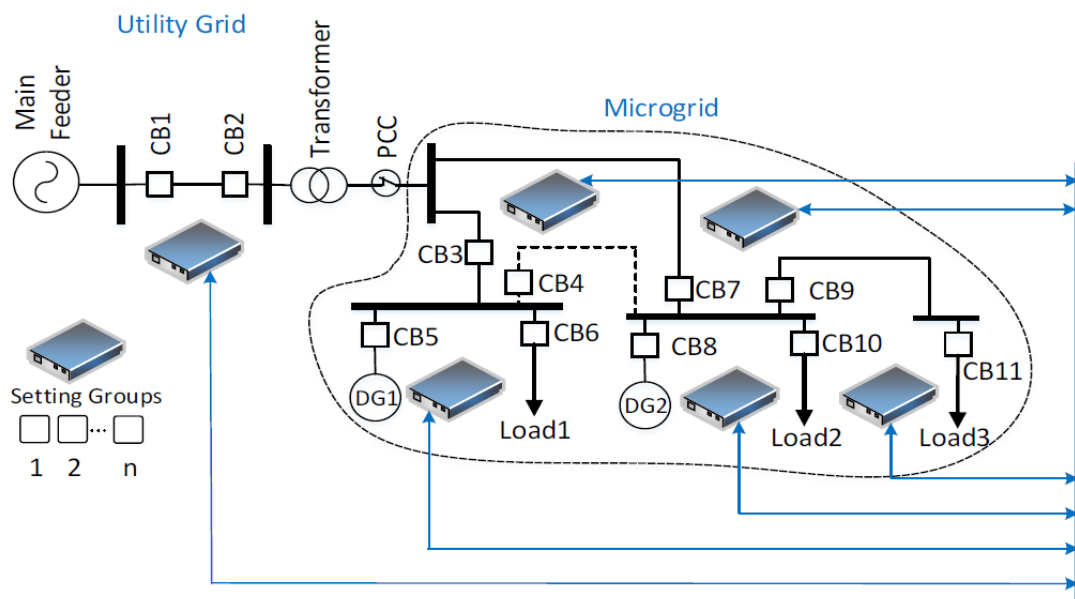 Utility Grid
Main
Feeder
CB1
CB2
Transformer
PCC
Microgrid
CB3
CB4
CB7
CB9
CB5
CB6
CB8
CB10
CB11
DG1
DG2
Load1
Load2
Load3
Setting Groups
...
1 2 n